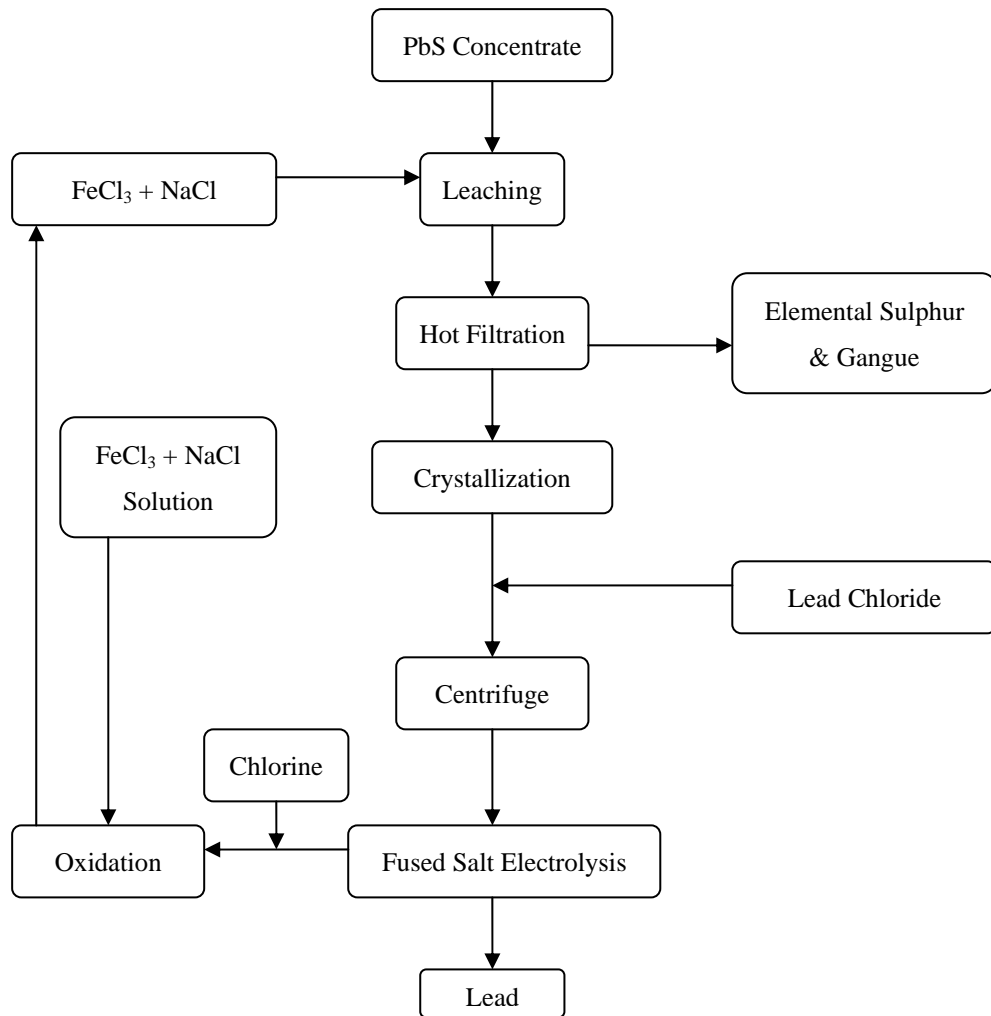 PbS Concentrate
FeCl₃ + NaCl
Leaching
Hot Filtration
Elemental Sulphur
& Gangue
FeCl₃ + NaCl
Solution
Crystallization
Lead Chloride
Centrifuge
Chlorine
Oxidation
Fused Salt Electrolysis
Lead